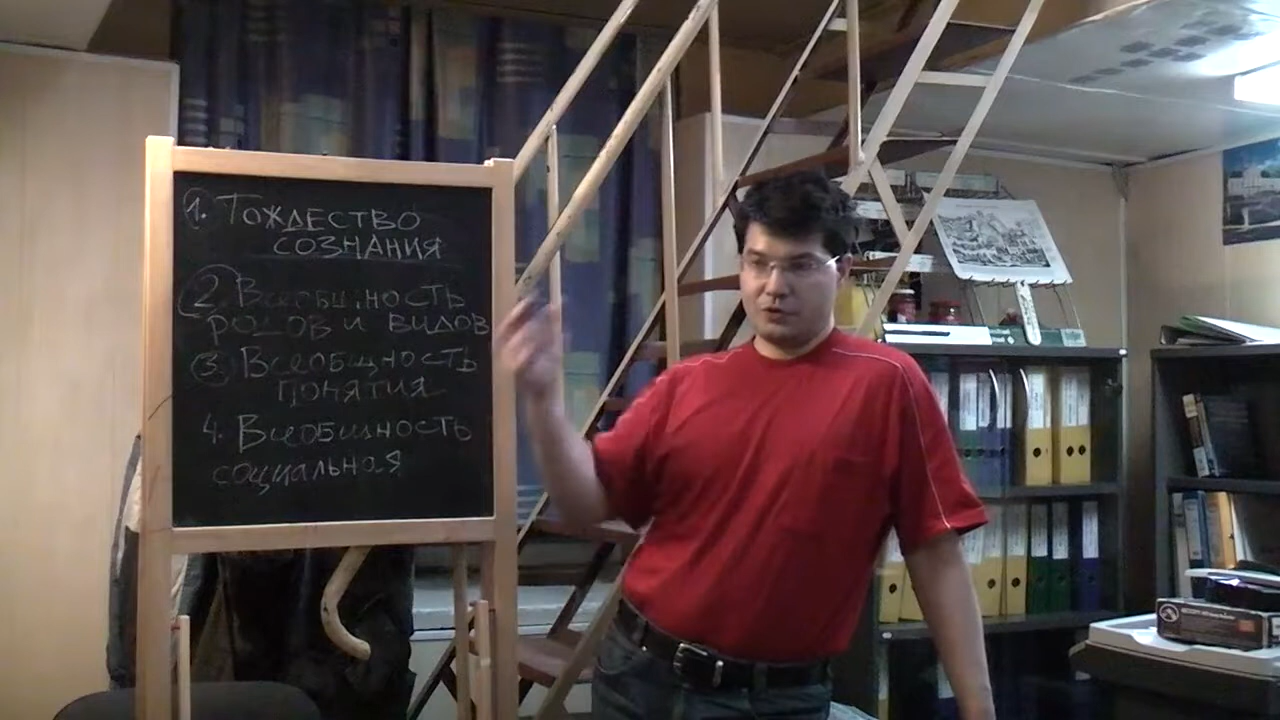 1. Тождество
сознания
2. Всеобщность
родов и видов
3. Всеобщность
понятия
4. Всеобщность
социальная